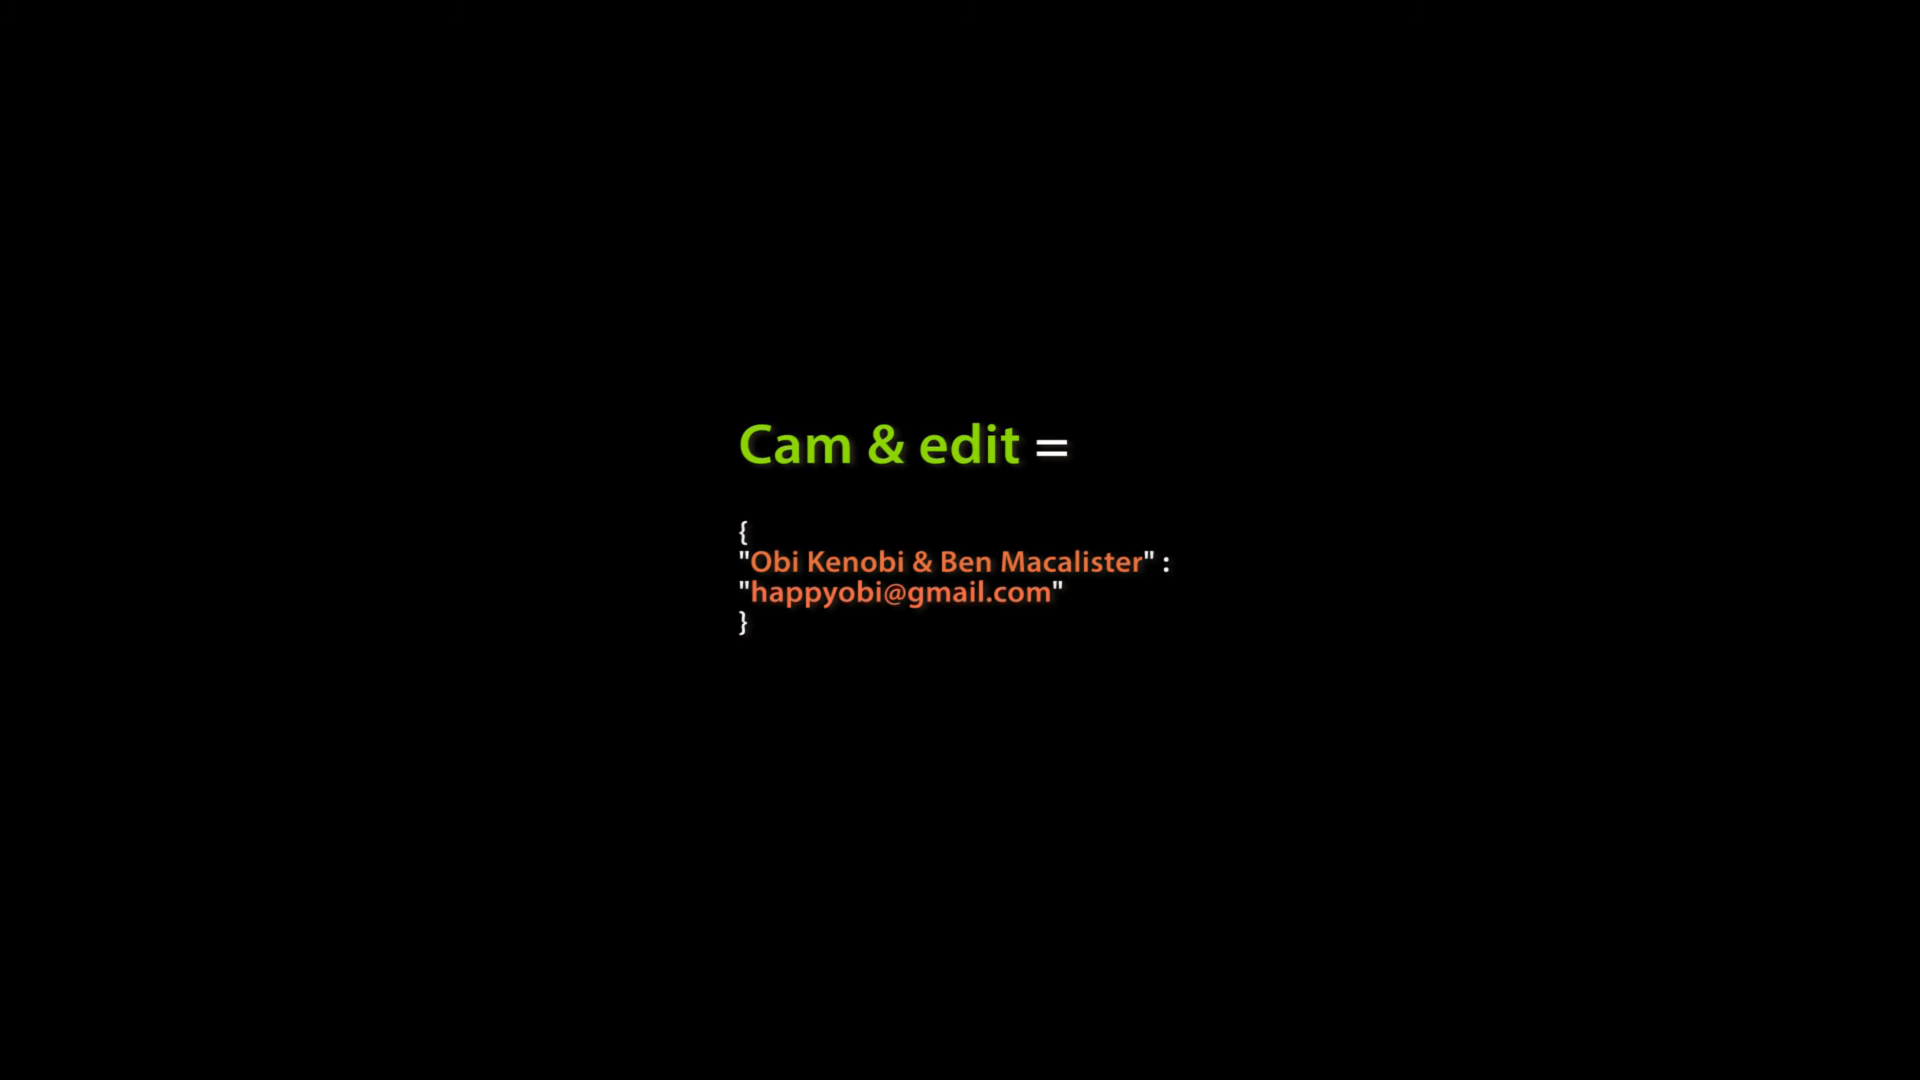 Cam & edit =
{
"Obi Kenobi & Ben Macalister" :
"happyobi@gmail.com"
}